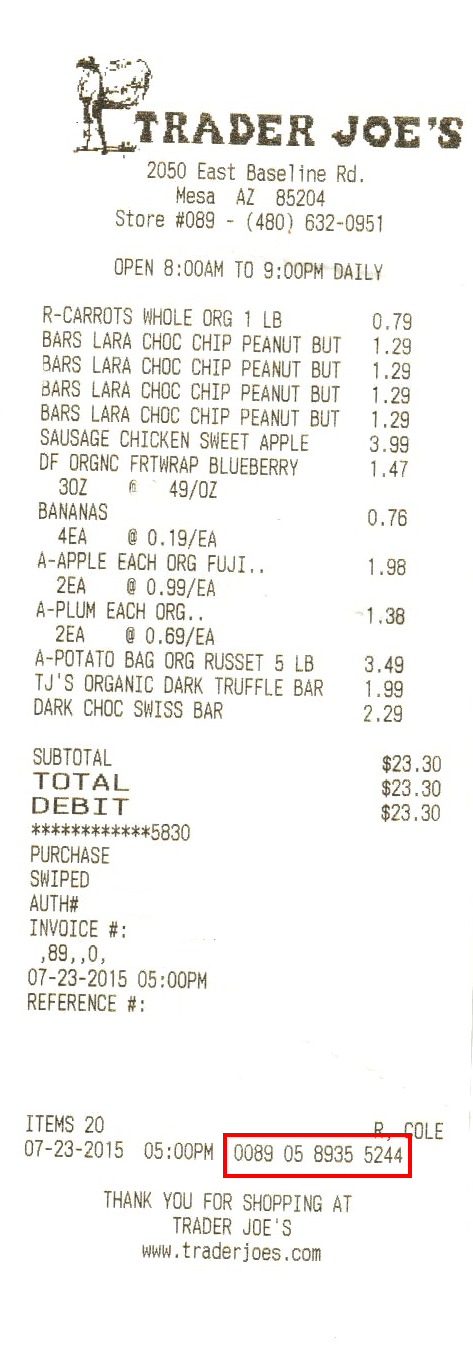 TRADER JOE'S
2050 East Baseline Rd.
Mesa AZ 85204
Store #089 - (480) 632-0951
OPEN 8:00AM TO 9:00PM DAILY
R-CARROTS WHOLE ORG 1 LB 0.79
BARS LARA CHOC CHIP PEANUT BUT 1.29
BARS LARA CHOC CHIP PEANUT BUT 1.29
BARS LARA CHOC CHIP PEANUT BUT 1.29
BARS LARA CHOC CHIP PEANUT BUT 1.29
SAUSAGE CHICKEN SWEET APPLE 3.99
DF ORGNC FRTWRAP BLUEBERRY 1.47
3OZ @ 49/OZ
BANANAS 0.76
4EA @ 0.19/EA
A-APPLE EACH ORG FUJI.. 1.98
2EA @ 0.99/EA
A-PLUM EACH ORG.. 1.38
2EA @ 0.69/EA
A-POTATO BAG ORG RUSSET 5 LB 3.49
TJ'S ORGANIC DARK TRUFFLE BAR 1.99
DARK CHOC SWISS BAR 2.29
SUBTOTAL $23.30
TOTAL $23.30
DEBIT $23.30
************5830
PURCHASE
SWIPED
AUTH#
INVOICE #:
,89,,0,
07-23-2015 05:00PM
REFERENCE #:
ITEMS 20 R, COLE
07-23-2015 05:00PM 0089 05 8935 5244
THANK YOU FOR SHOPPING AT
TRADER JOE'S
www.traderjoes.com